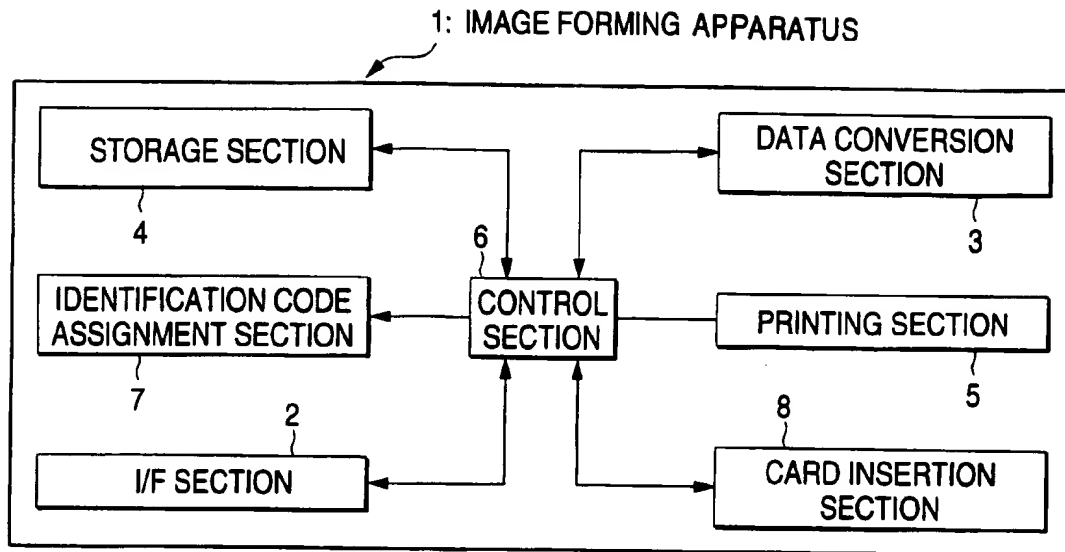 1: IMAGE FORMING APPARATUS
STORAGE SECTION
4
DATA CONVERSION
SECTION
3
6
CONTROL
SECTION
IDENTIFICATION CODE
ASSIGNMENT SECTION
7
PRINTING SECTION
5
2
I/F SECTION
8
CARD INSERTION
SECTION